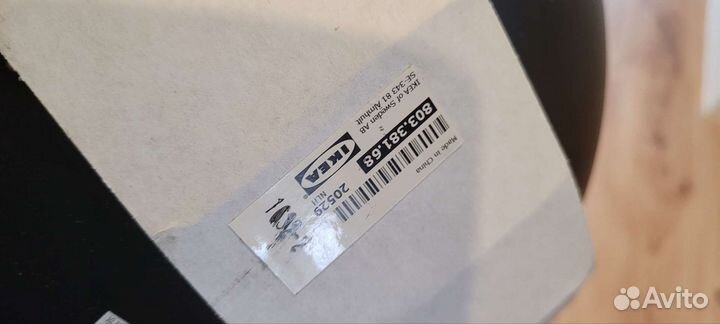 IKEA of Sweden AB
SE-343 81 Älmhult
803.381.68
Made in China
IKEA
20529
Avito